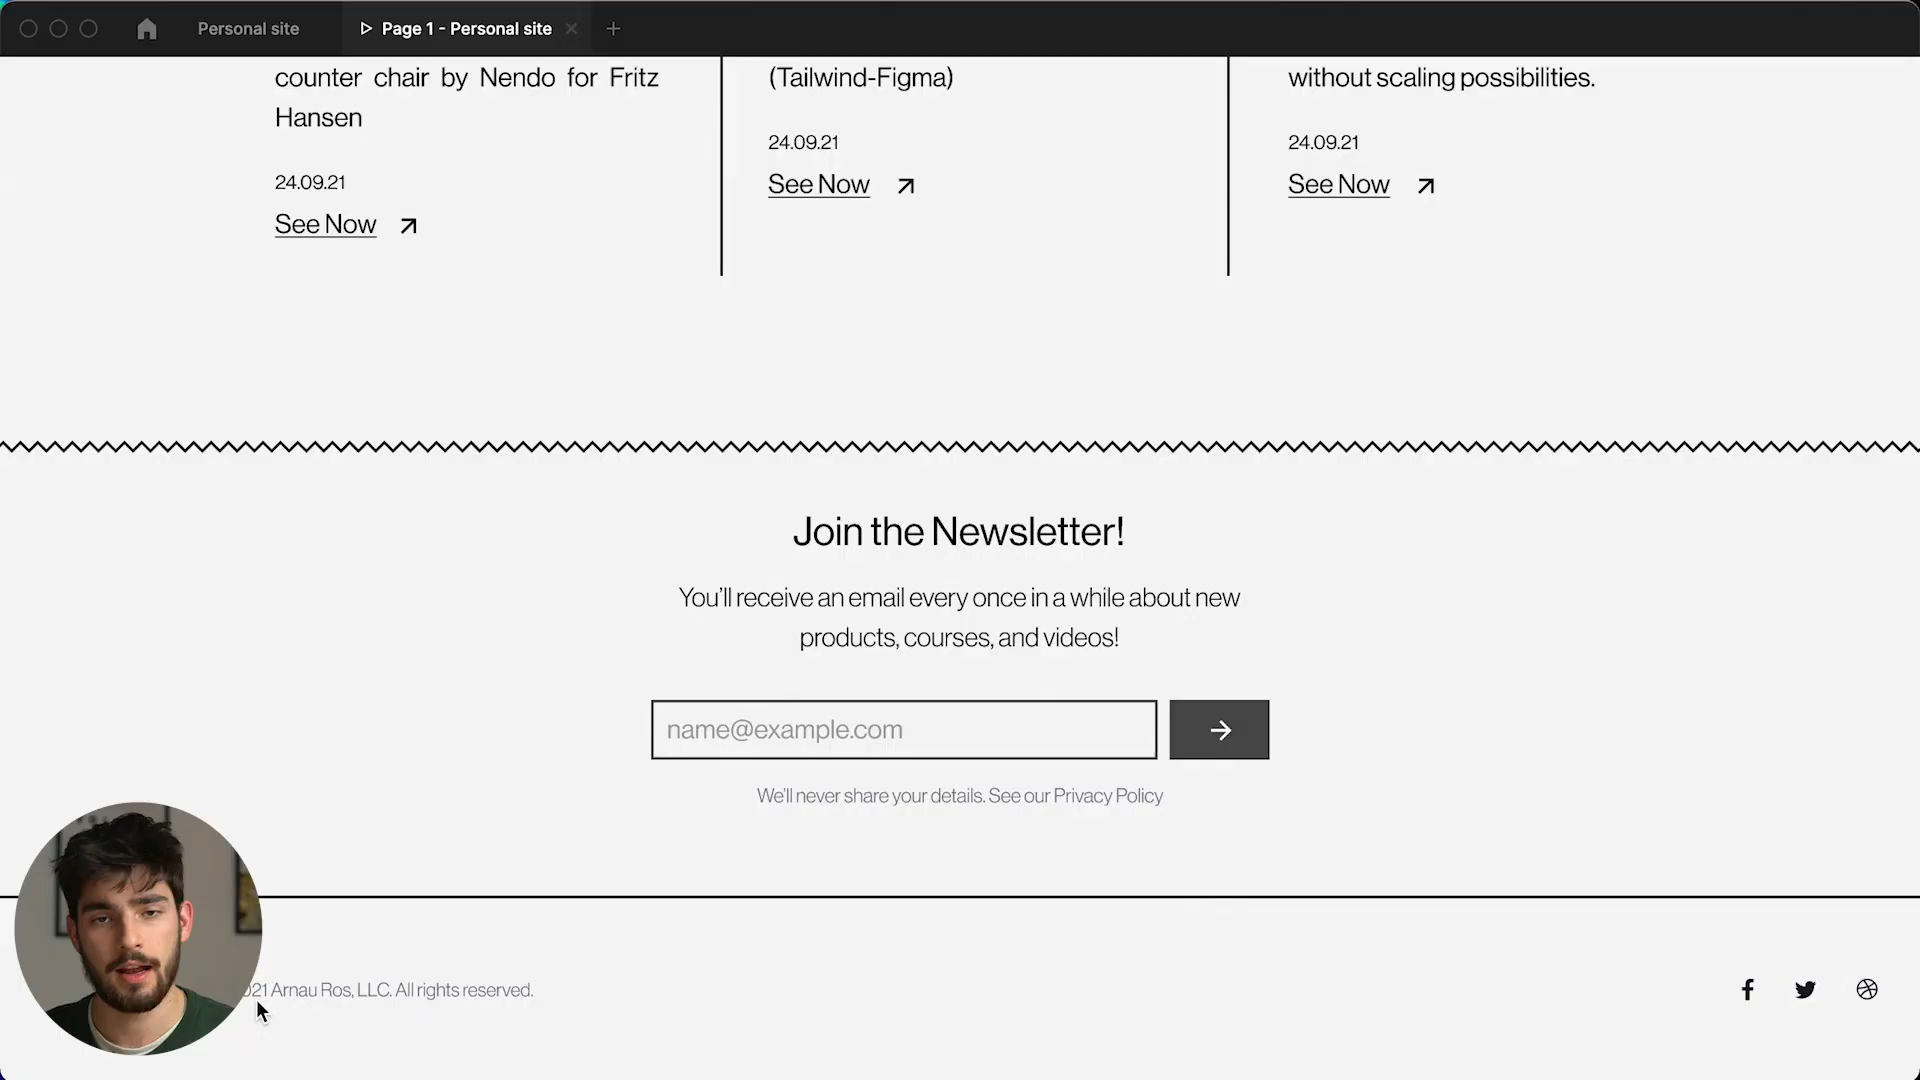 Personal site
Page 1 - Personal site
counter chair by Nendo for Fritz
Hansen
24.09.21
See Now
(Tailwind-Figma)
24.09.21
See Now
without scaling possibilities.
24.09.21
See Now
Join the Newsletter!
You'll receive an email every once in a while about new
products, courses, and videos!
name@example.com
We'll never share your details. See our Privacy Policy
Arnau Ros, LLC. All rights reserved.